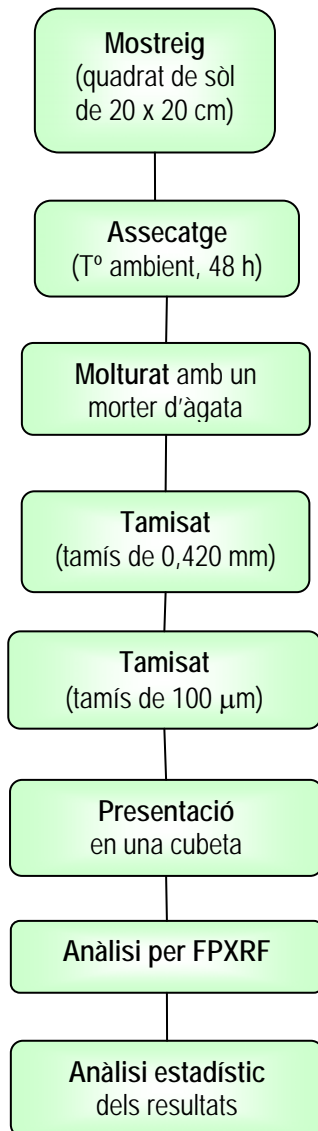 Mostreig
(quadrat de sòl
de 20 x 20 cm)
Assecatge
(Tº ambient, 48 h)
Molturat amb un
morter d'àgata
Tamisat
(tamís de 0,420 mm)
Tamisat
(tamís de 100 μm)
Presentació
en una cubeta
Anàlisi per FPXRF
Anàlisi estadístic
dels resultats